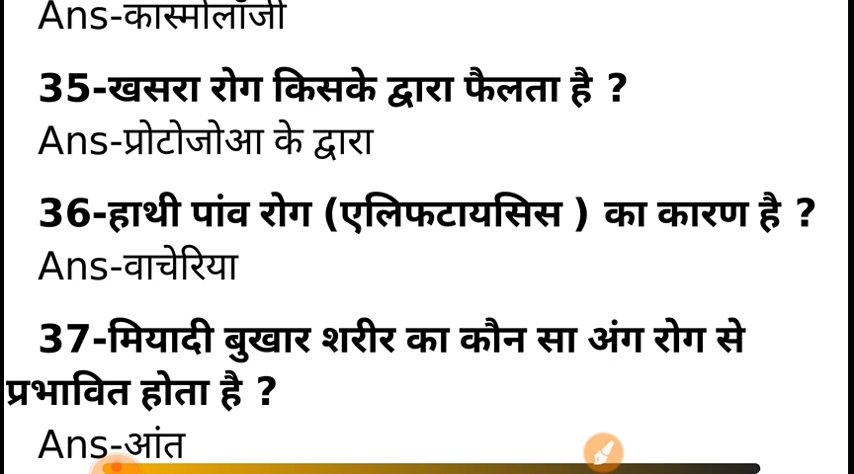 Ans-कास्मोलॉजी
35-खसरा रोग किसके द्वारा फैलता है ?
Ans-प्रोटोजोआ के द्वारा
36-हाथी पांव रोग (एलिफटायसिस ) का कारण है ?
Ans-वाचेरिया
37-मियादी बुखार शरीर का कौन सा अंग रोग से
प्रभावित होता है ?
Ans-आंत